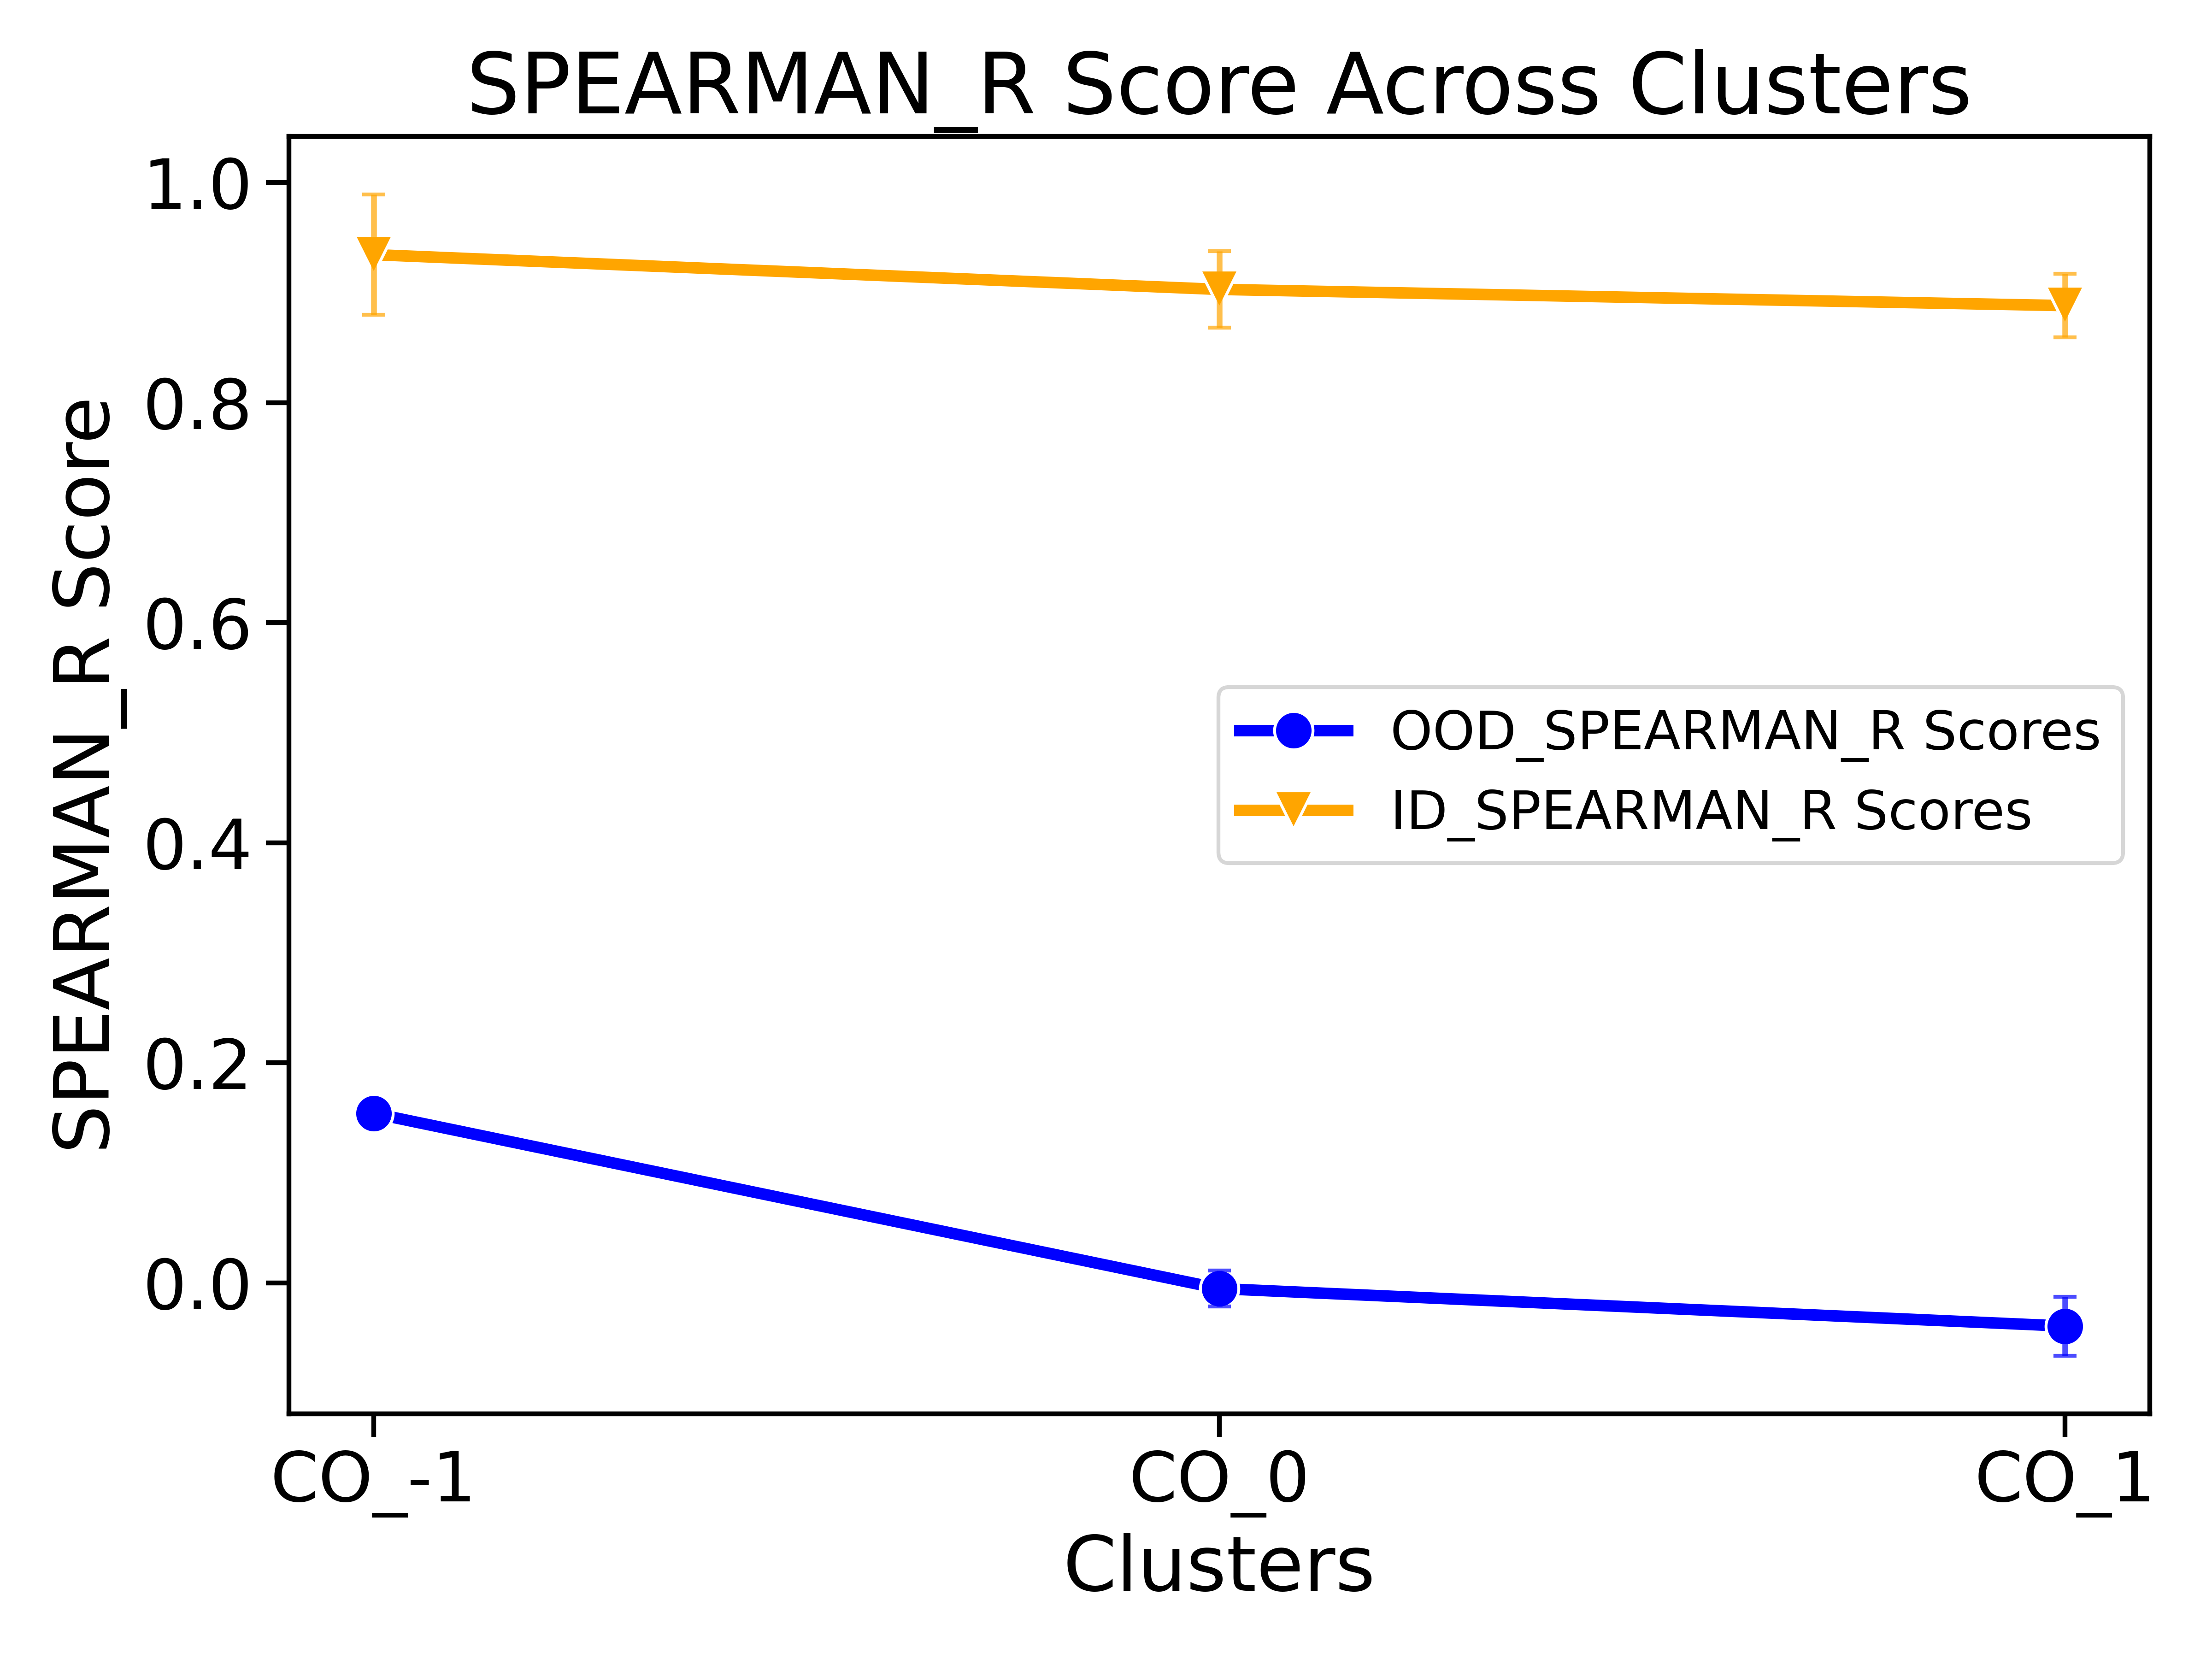 SPEARMAN_R Score Across Clusters
SPEARMAN_R Score
1.0
0.8
0.6
0.4
0.2
0.0
OOD_SPEARMAN_R Scores
ID_SPEARMAN_R Scores
CO_-1 CO_0 CO_1
Clusters